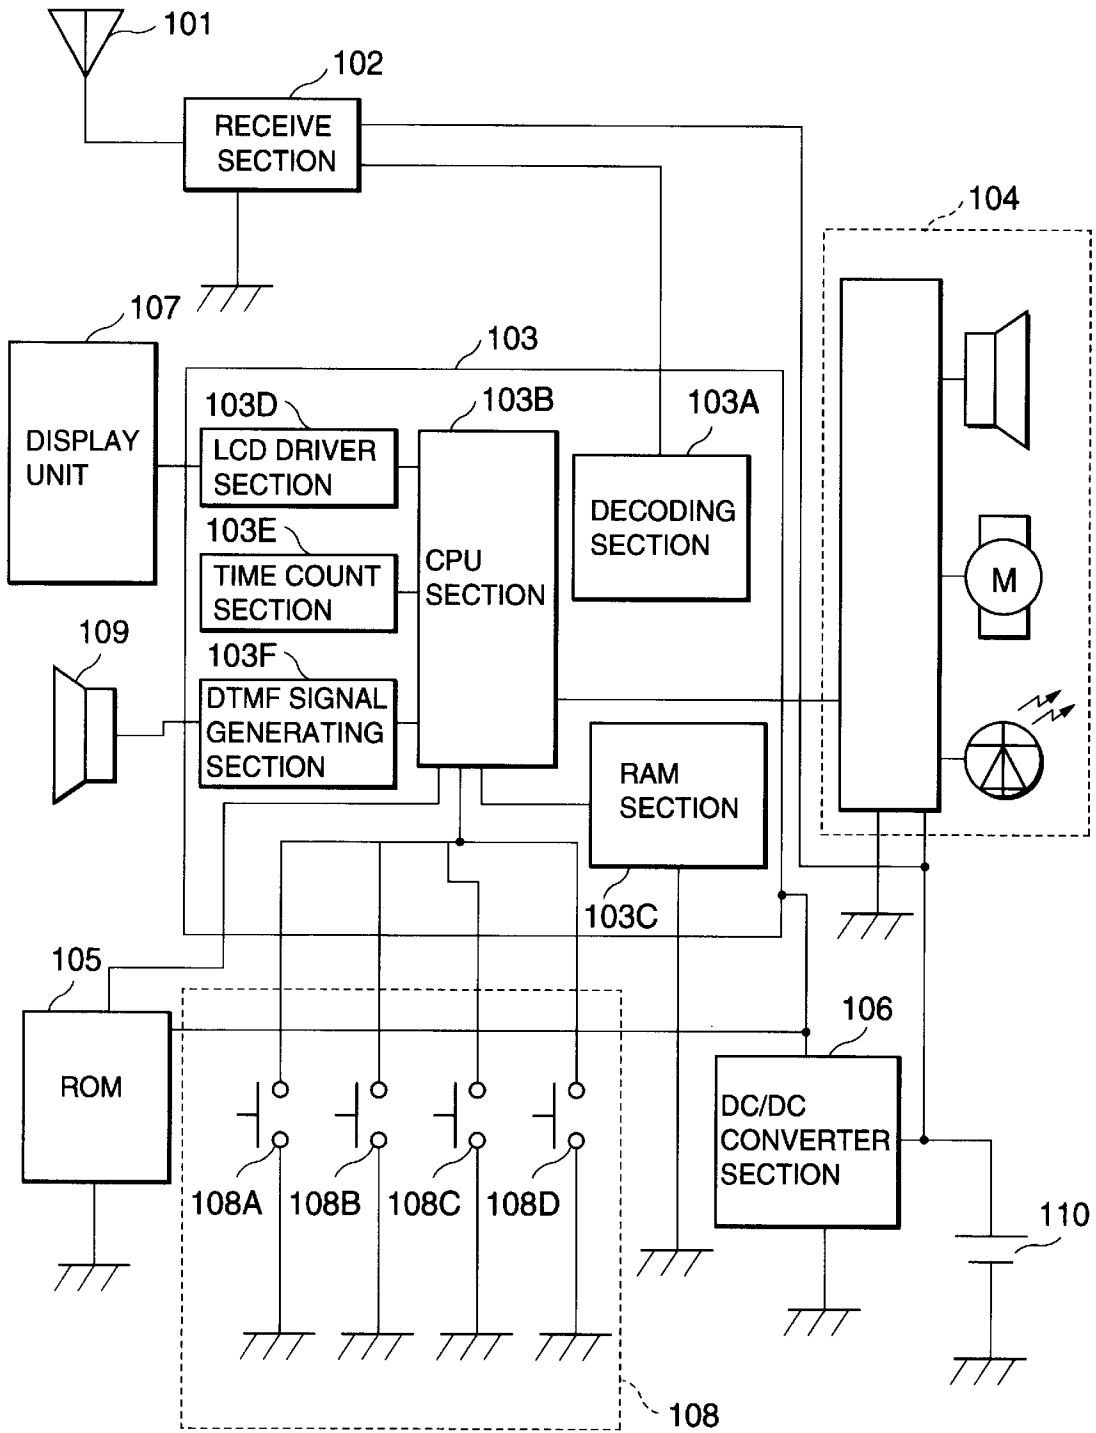 101
102
RECEIVE
SECTION
104
107
103
DISPLAY
UNIT
103D
103B
103A
LCD DRIVER
SECTION
DECODING
SECTION
103E
TIME COUNT
SECTION
CPU
SECTION
M
109
103F
DTMF SIGNAL
GENERATING
SECTION
RAM
SECTION
103C
105
106
ROM
DC/DC
CONVERTER
SECTION
108A
108B
108C
108D
110
108